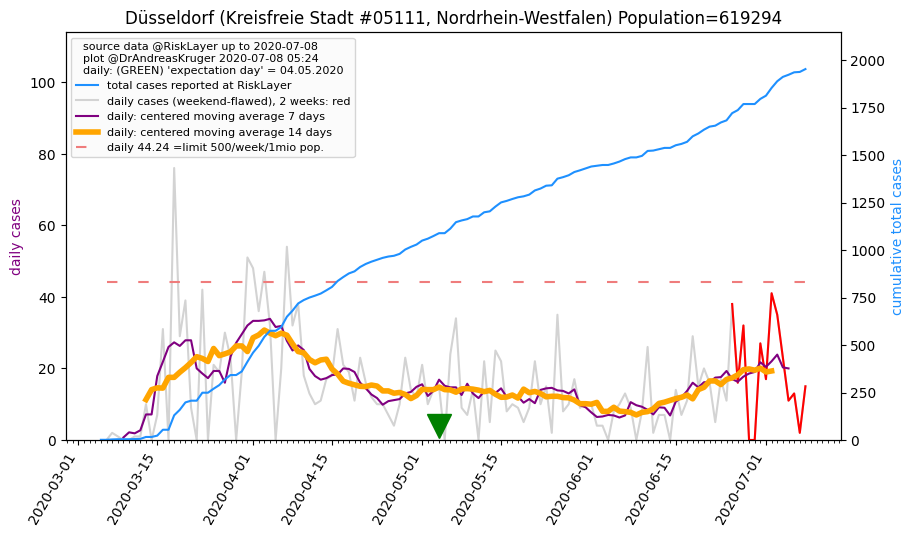 Düsseldorf (Kreisfreie Stadt #05111, Nordrhein-Westfalen) Population=619294
source data @RiskLayer up to 2020-07-08
plot @DrAndreasKruger 2020-07-08 05:24
daily: (GREEN) 'expectation day' = 04.05.2020
total cases reported at RiskLayer
daily cases (weekend-flawed), 2 weeks: red
daily: centered moving average 7 days
daily: centered moving average 14 days
daily 44.24 =limit 500/week/1mio pop.
daily cases
100
80
60
40
20
0
cumulative total cases
2000
1750
1500
1250
1000
750
500
250
0
2020-03-01
2020-03-15
2020-04-01
2020-04-15
2020-05-01
2020-05-15
2020-06-01
2020-06-15
2020-07-01